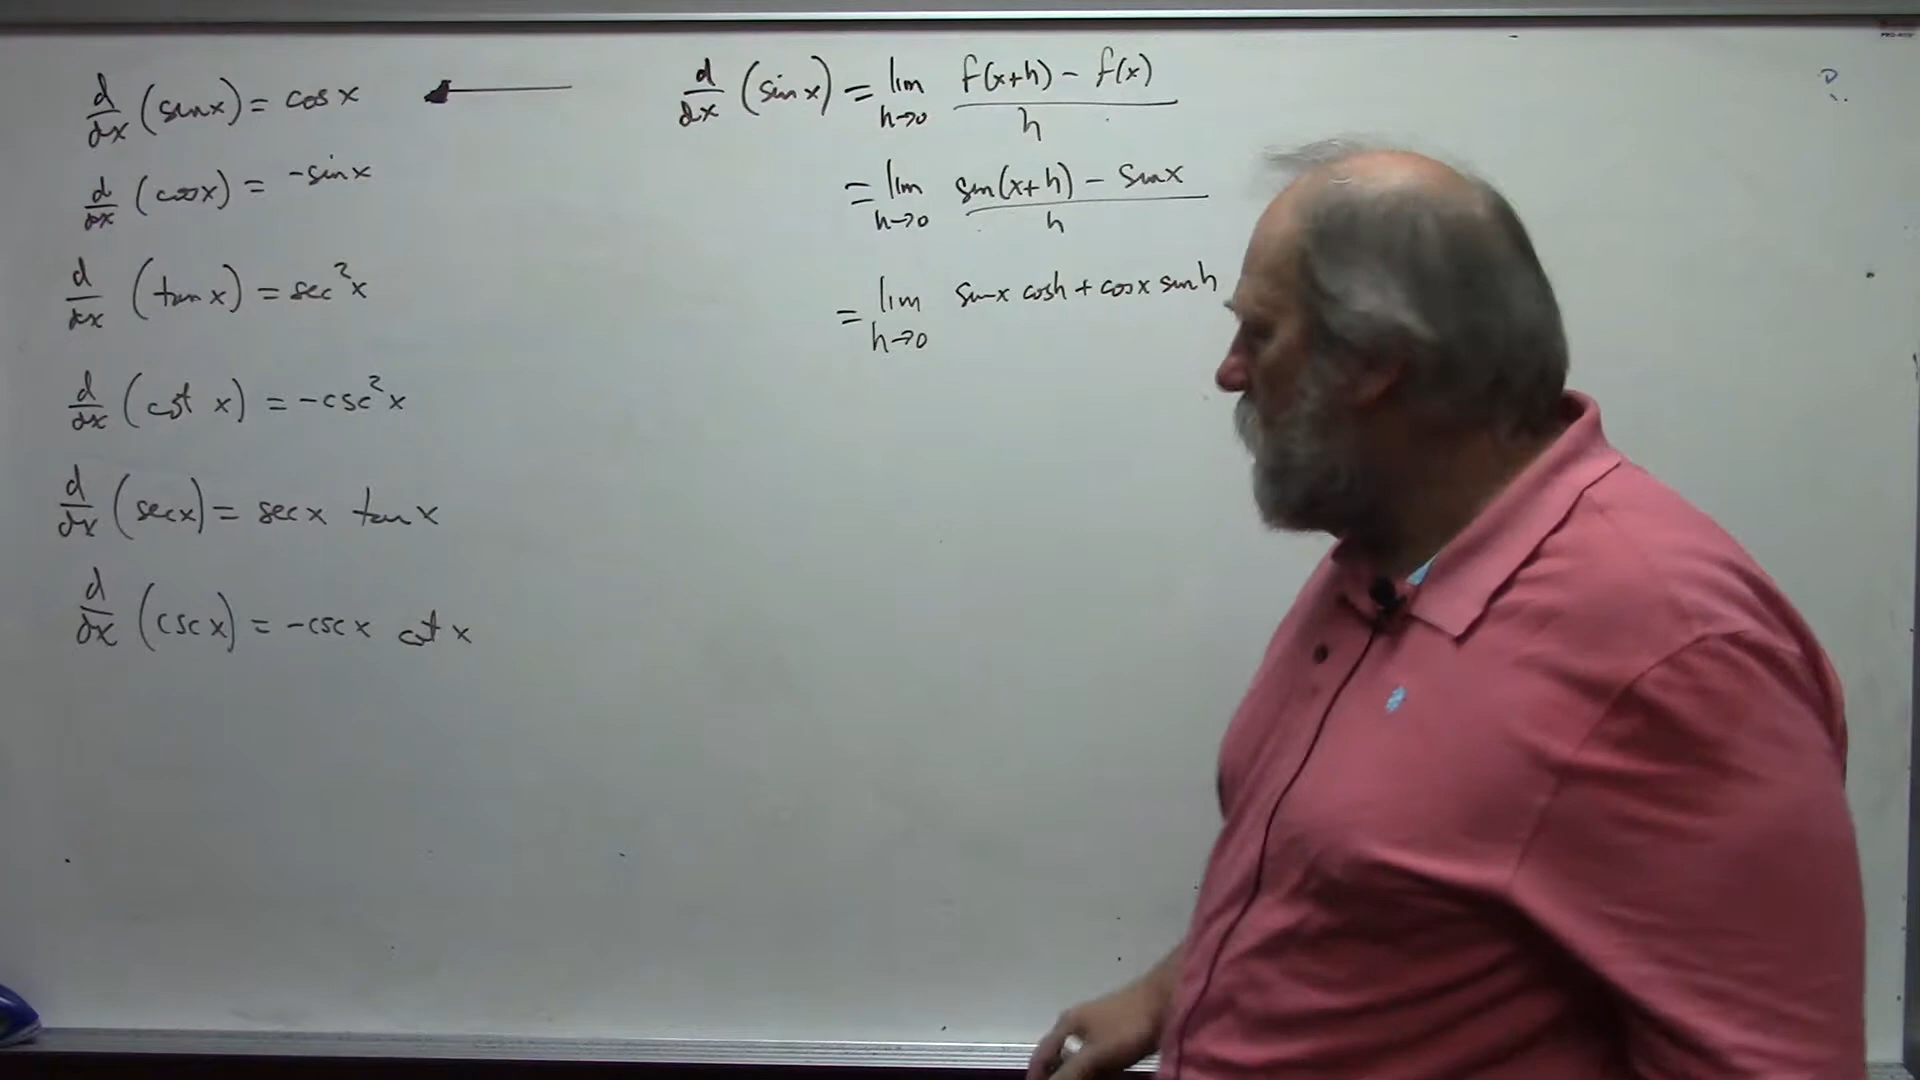 d/dx (sin x) = cos x
d/dx (cos x) = -sin x
d/dx (tan x) = sec²x
d/dx (cot x) = -csc²x
d/dx (sec x) = sec x tan x
d/dx (csc x) = -csc x cot x
d/dx (sin x) = lim h→0 f(x+h) - f(x) / h
= lim h→0 sin(x+h) - sin x / h
= lim h→0 sin x cos h + cos x sin h